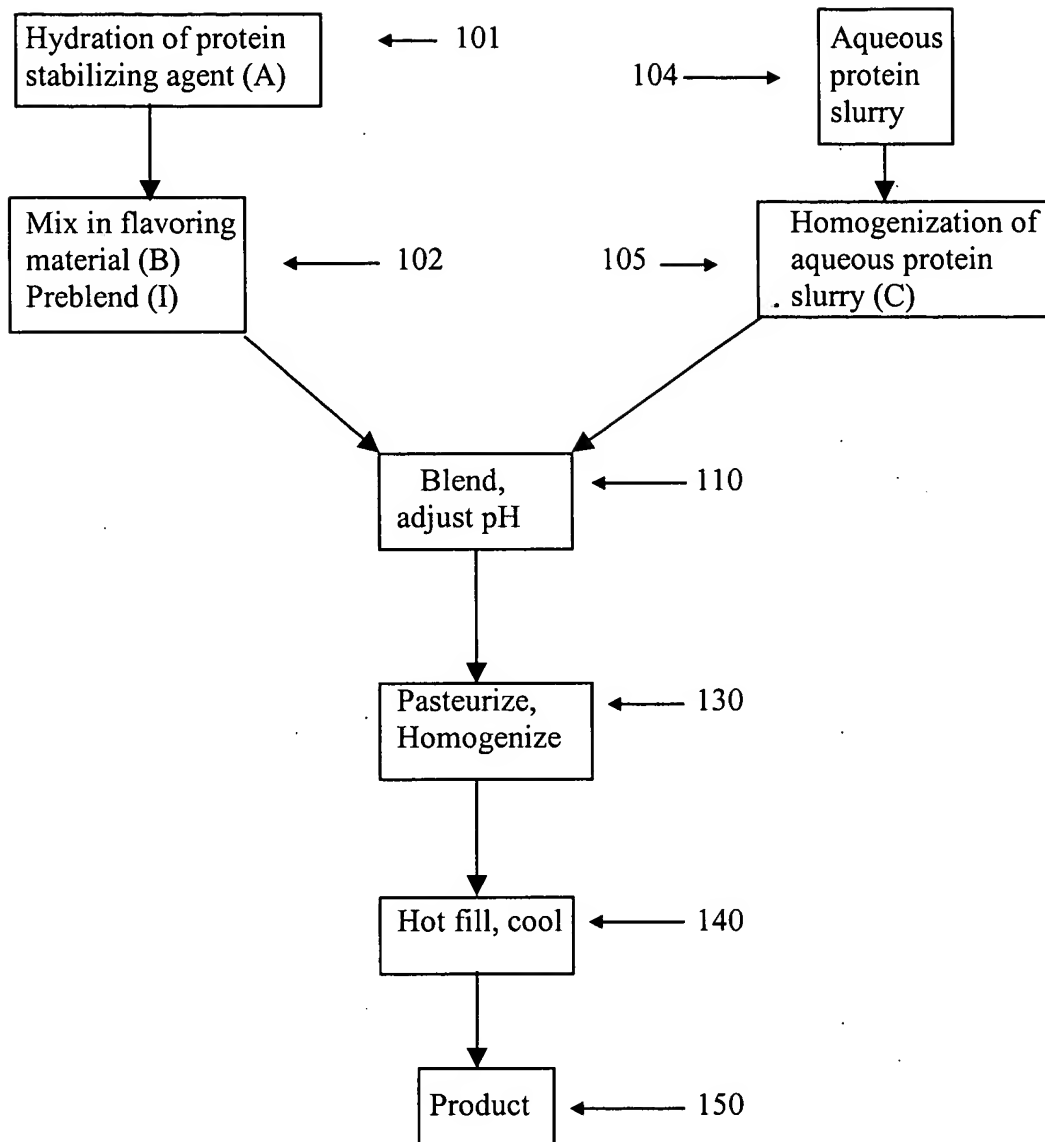 Hydration of protein
stabilizing agent (A)
101
104
Aqueous
protein
slurry
Mix in flavoring
material (B)
Preblend (I)
102
105
Homogenization of
aqueous protein
slurry (C)
Blend,
adjust pH
110
Pasteurize,
Homogenize
130
Hot fill, cool
140
Product
150